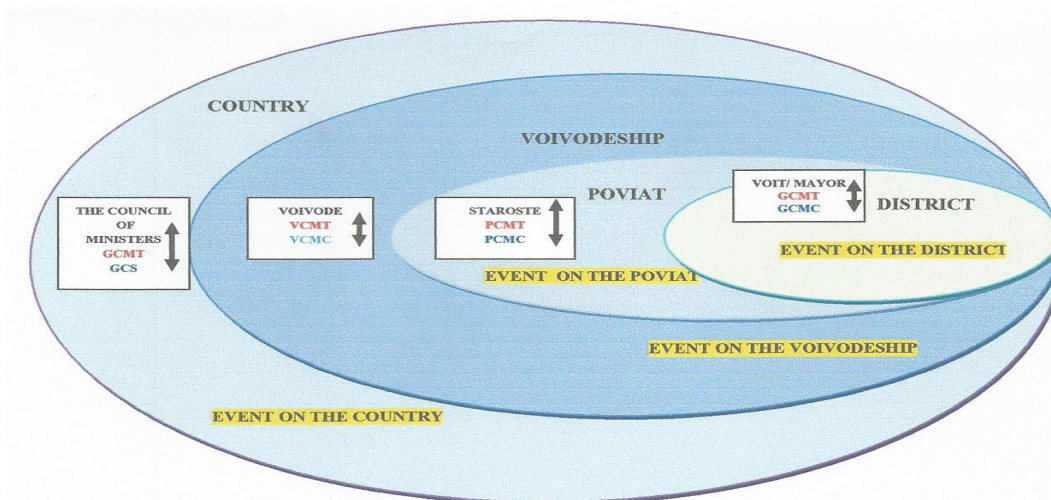 COUNTRY
VOIVODESHIP
POVIAT
DISTRICT
THE COUNCIL
OF
MINISTERS
GCMT
GCS
VOIVODE
VCMT
VCMC
STAROSTE
PCMT
PCMC
VOIT/ MAYOR
GCMT
GCMC
EVENT ON THE DISTRICT
EVENT ON THE POVIAT
EVENT ON THE VOIVODESHIP
EVENT ON THE COUNTRY